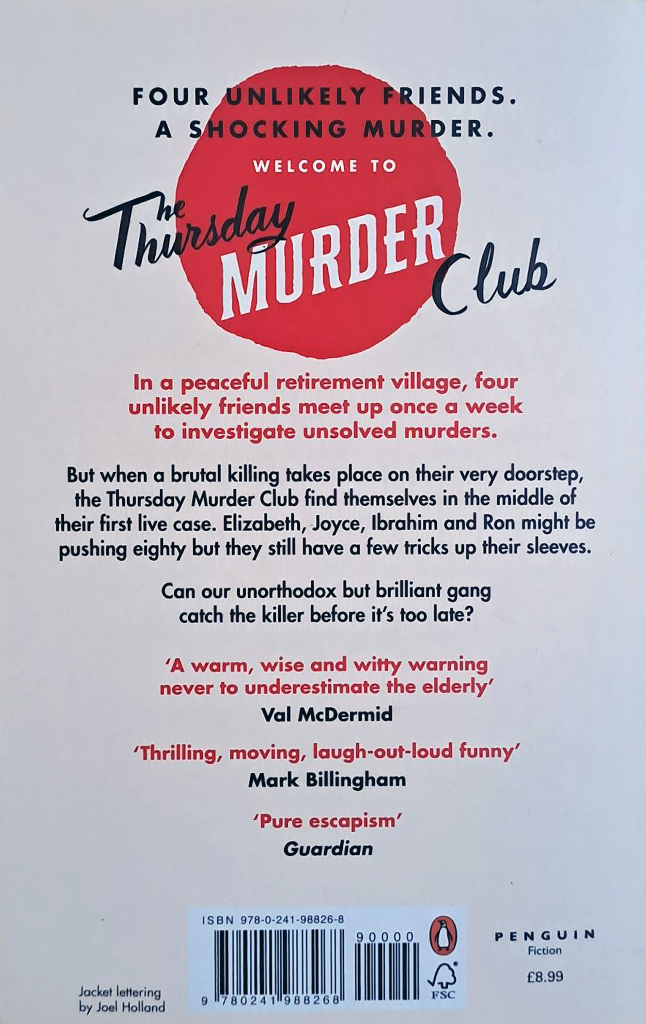 FOUR UNLIKELY FRIENDS.
A SHOCKING MURDER.
WELCOME TO
The
Thursday
MURDER
Club
In a peaceful retirement village, four
unlikely friends meet up once a week
to investigate unsolved murders.
But when a brutal killing takes place on their very doorstep,
the Thursday Murder Club find themselves in the middle of
their first live case. Elizabeth, Joyce, Ibrahim and Ron might be
pushing eighty but they still have a few tricks up their sleeves.
Can our unorthodox but brilliant gang
catch the killer before it's too late?
'A warm, wise and witty warning
never to underestimate the elderly'
Val McDermid
'Thrilling, moving, laugh-out-loud funny'
Mark Billingham
'Pure escapism'
Guardian
ISBN 978-0-241-98826-8
90000
9 780241 988268
FSC
PENGUIN
Fiction
£8.99
Jacket lettering
by Joel Holland